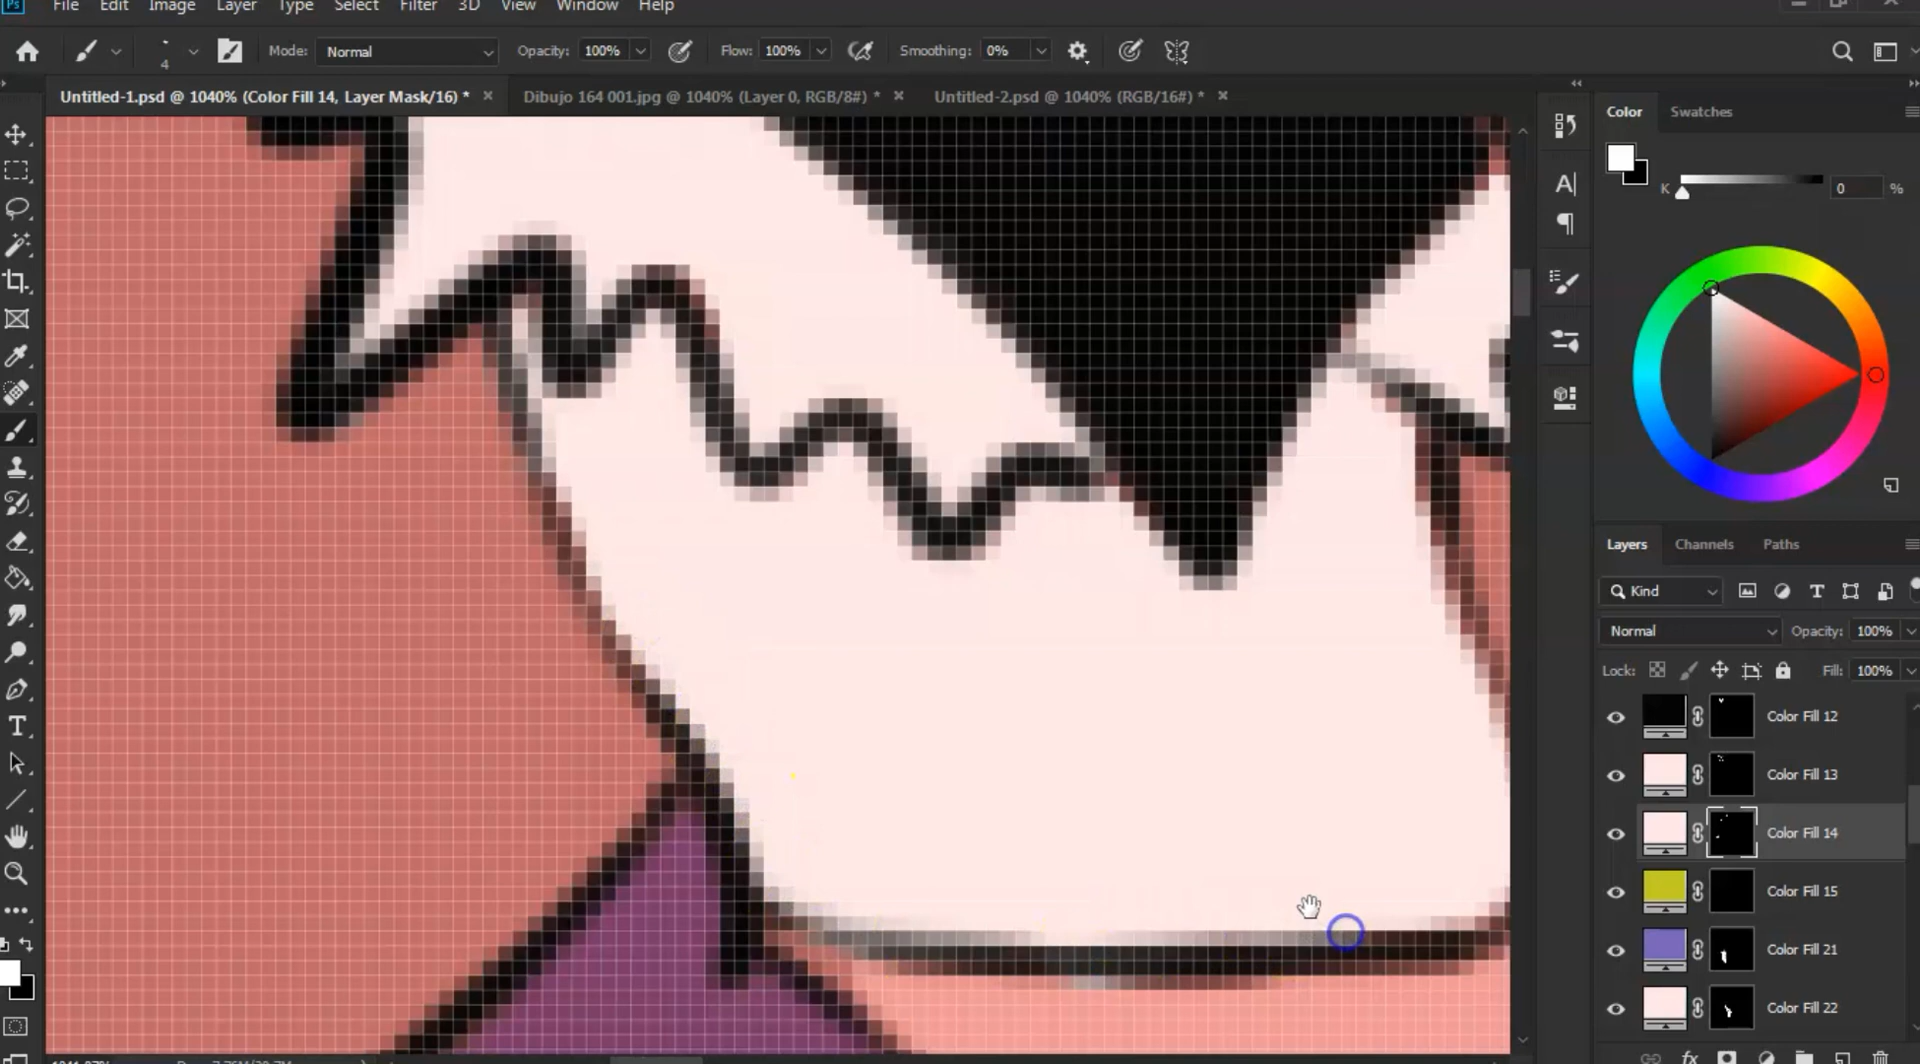 Ps File Edit Image Layer Type Select Filter 3D View Window Help
4 Mode: Normal Opacity: 100% Flow: 100% Smoothing: 0%
Untitled-1.psd @ 1040% (Color Fill 14, Layer Mask/16) * Dibujo 164 001.jpg @ 1040% (Layer 0, RGB/8#) * Untitled-2.psd @ 1040% (RGB/16#) *
Color Swatches
K 0 %
Layers Channels Paths
Kind
Normal Opacity: 100%
Lock: Fill: 100%
Color Fill 12
Color Fill 13
Color Fill 14
Color Fill 15
Color Fill 21
Color Fill 22
fx